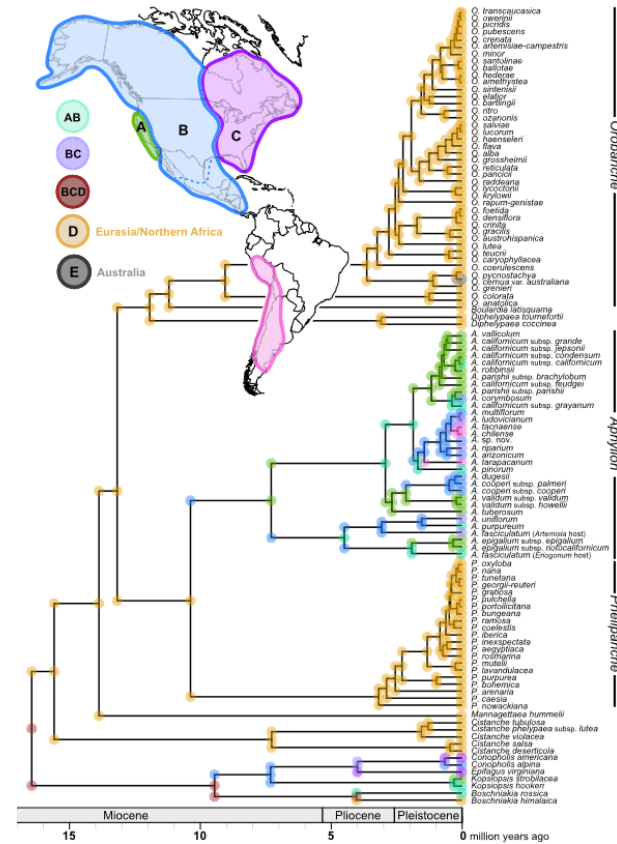 A
B
C
AB
BC
BCD
D Eurasia/Northern Africa
E Australia
O. transcaucasica
O. owerinii
O. picridis
O. pubescens
O. crenata
O. artemisiae-campestris
O. minor
O. santolinae
O. ballotae
O. hederae
O. amethystea
O. sintenisii
O. elatior
O. bartlingii
O. ritro
O. ozanonis
O. salviae
O. lucorum
O. haenseleri
O. flava
O. alba
O. grossheimii
O. reticulata
O. pancicii
O. raddeana
O. lycoctoni
O. krylowii
O. rapum-genistae
O. foetida
O. densiflora
O. crinita
O. gracilis
O. austrohispanica
O. lutea
O. teucrii
O. caryophyllacea
O. coerulescens
O. pycnostachya
O. cernua var. australiana
O. grenieri
O. colorata
O. anatolica
Boulardia latisquama
Diphelypaea tournefortii
Diphelypaea coccinea
Orobanche
A. vallicolum
A. californicum subsp. grande
A. californicum subsp. jepsonii
A. californicum subsp. condensum
A. californicum subsp. californicum
A. robbinsii
A. parishii subsp. brachylobum
A. californicum subsp. feudgei
A. parishii subsp. parishii
A. corymbosum
A. californicum subsp. grayanum
A. multiflorum
A. ludovicianum
A. tacnaense
A. chilense
A. sp. nov.
A. riparium
A. arizonicum
A. tarapacanum
A. pinorum
A. dugesii
A. cooperi subsp. palmeri
A. cooperi subsp. cooperi
A. validum subsp. validum
A. validum subsp. howellii
A. tuberosum
A. uniflorum
A. purpureum
A. fasciculatum (Artemisia host)
A. epigalium subsp. epigalium
A. epigalium subsp. notocalifornicum
A. fasciculatum (Eriogonum host)
Aphyllon
P. oxyloba
P. nana
P. tunetana
P. georgii-reuteri
P. gratiosa
P. pulchella
P. portoilicitana
P. bungeana
P. ramosa
P. coelestis
P. iberica
P. inexspectata
P. aegyptiaca
P. rosmarina
P. mutelii
P. lavandulacea
P. purpurea
P. bohemica
P. arenaria
P. caesia
P. nowackiana
Phelipanche
Mannagettaea hummelii
Cistanche tubulosa
Cistanche phelypaea subsp. lutea
Cistanche violacea
Cistanche salsa
Cistanche deserticola
Conopholis americana
Conopholis alpina
Epifagus virginiana
Kopsiopsis strobilacea
Kopsiopsis hookeri
Boschniakia rossica
Boschniakia himalaica
Miocene Pliocene Pleistocene
15 10 5 0 million years ago